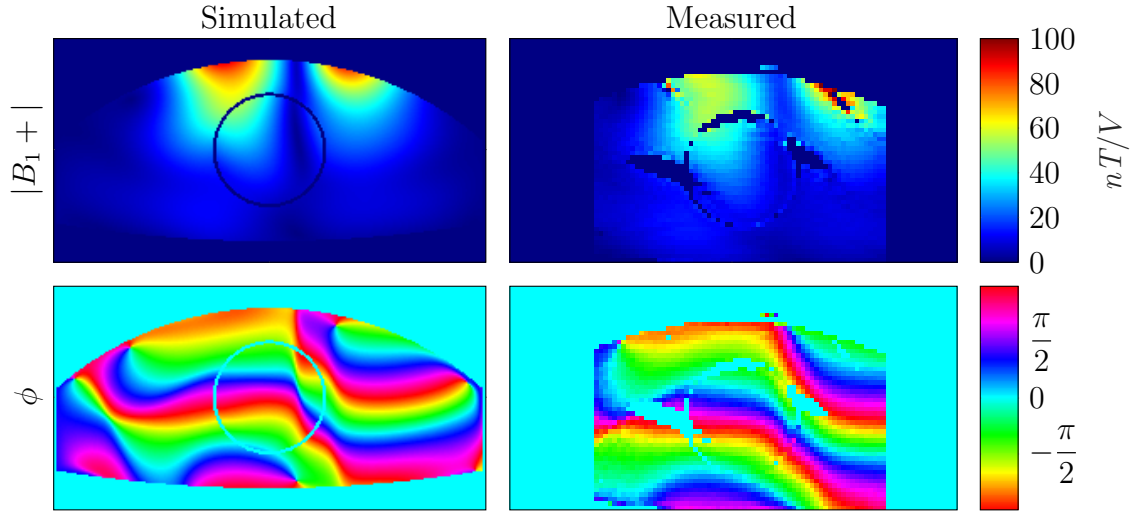 Simulated Measured
|B₁ + |
100
80
60
40
20
0
nT/V
ϕ
π/2
0
−π/2